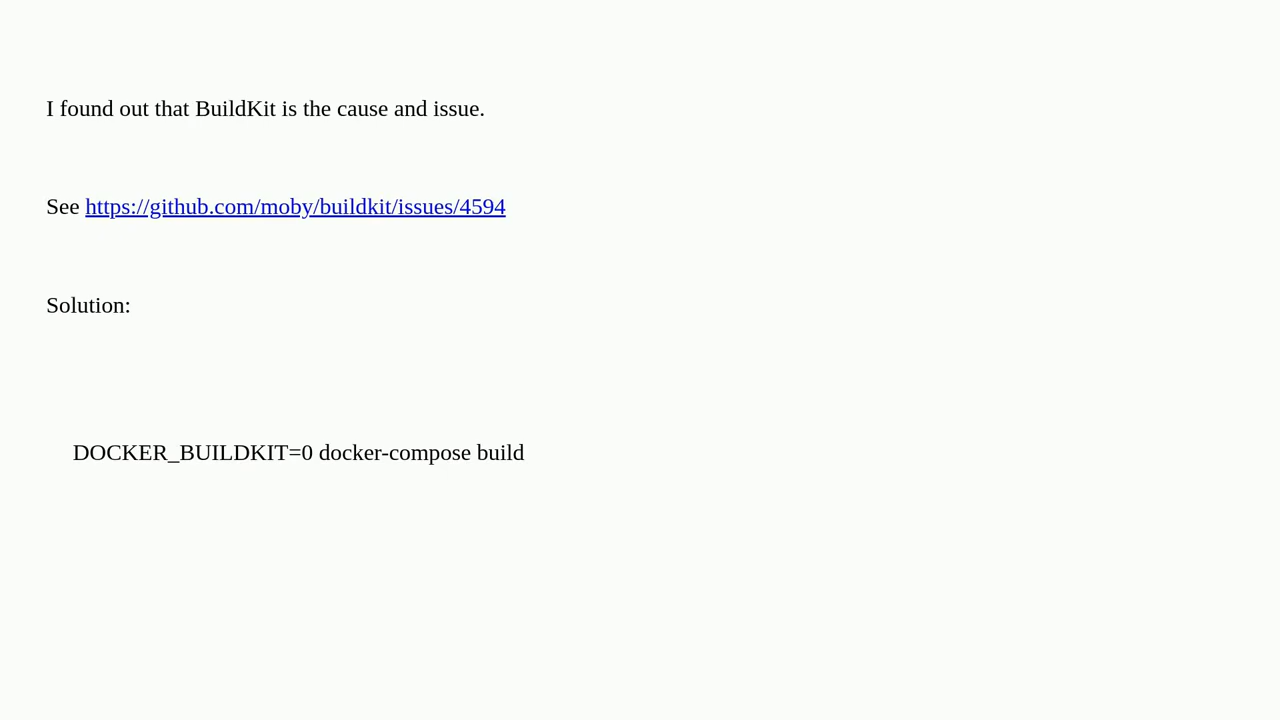 I found out that BuildKit is the cause and issue.
See https://github.com/moby/buildkit/issues/4594
Solution:
DOCKER_BUILDKIT=0 docker-compose build